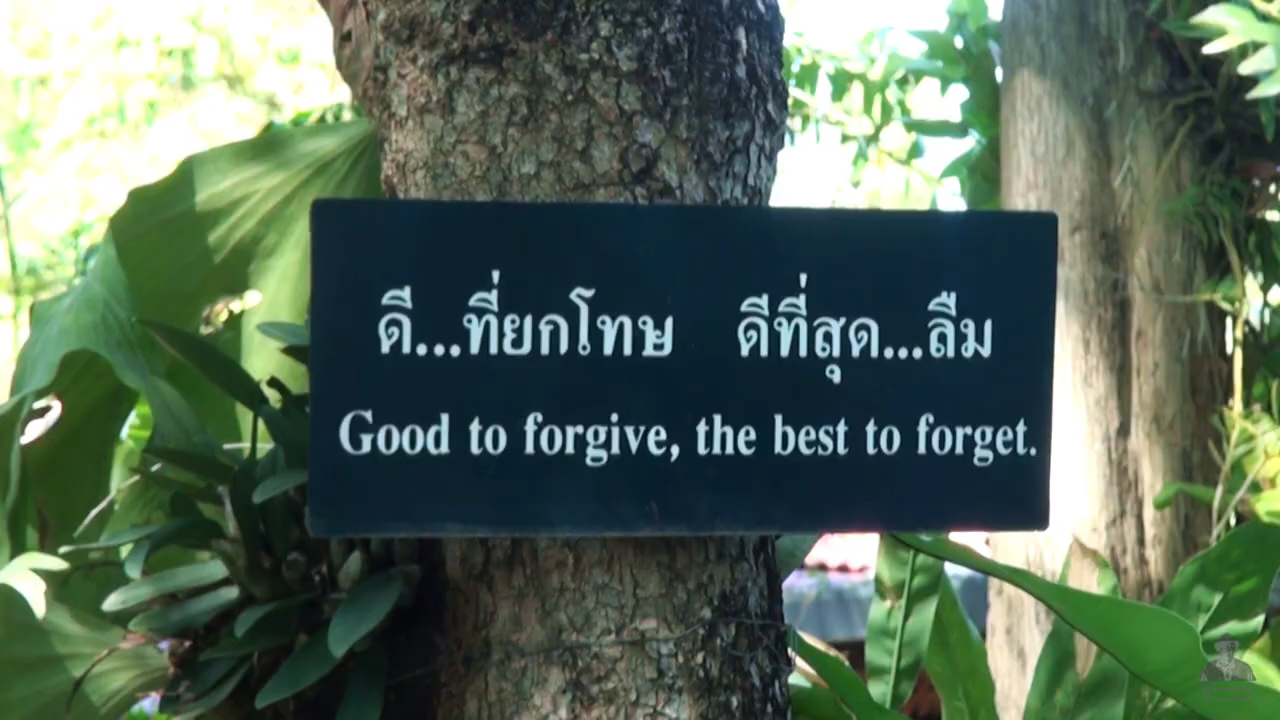 ดี...ที่ยกโทษ ดีที่สุด...ลืม
Good to forgive, the best to forget.